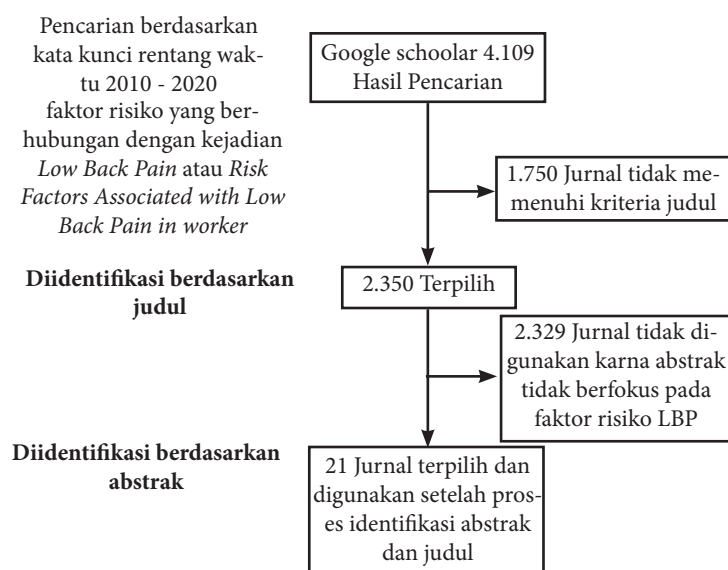 Pencarian berdasarkan
kata kunci rentang wak-
tu 2010 - 2020
faktor risiko yang ber-
hubungan dengan kejadian
Low Back Pain atau Risk
Factors Associated with Low
Back Pain in worker
Google schoolar 4.109
Hasil Pencarian
1.750 Jurnal tidak me-
menuhi kriteria judul
Diidentifikasi berdasarkan
judul
2.350 Terpilih
2.329 Jurnal tidak di-
gunakan karna abstrak
tidak berfokus pada
faktor risiko LBP
Diidentifikasi berdasarkan
abstrak
21 Jurnal terpilih dan
digunakan setelah pros-
es identifikasi abstrak
dan judul